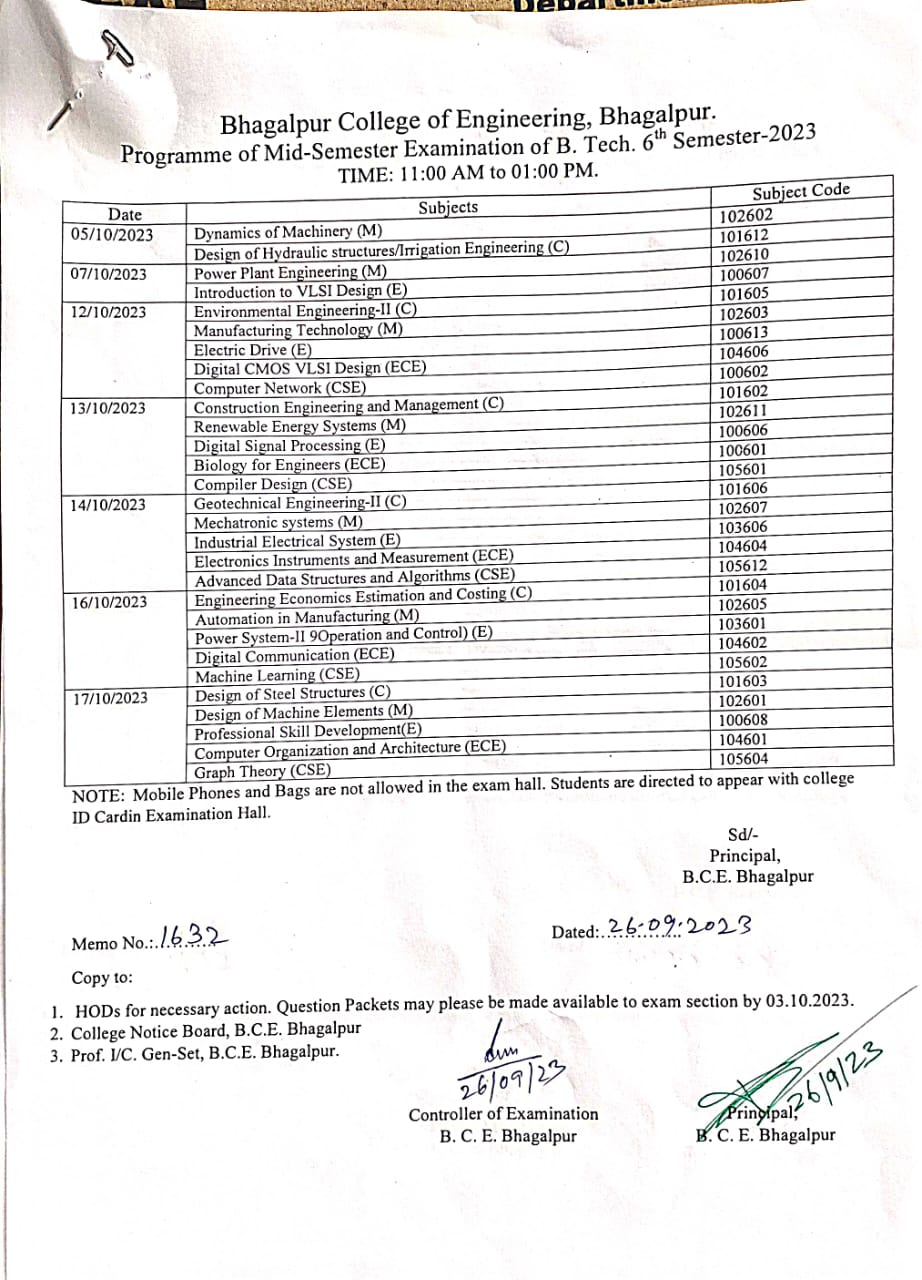 Bhagalpur College of Engineering, Bhagalpur.
Programme of Mid-Semester Examination of B. Tech. 6th Semester-2023
TIME: 11:00 AM to 01:00 PM.
Date Subjects Subject Code
05/10/2023 Dynamics of Machinery (M) 102602
Design of Hydraulic structures/Irrigation Engineering (C) 101612
07/10/2023 Power Plant Engineering (M) 102610
Introduction to VLSI Design (E) 100607
12/10/2023 Environmental Engineering-II (C) 101605
Manufacturing Technology (M) 102603
Electric Drive (E) 100613
Digital CMOS VLSI Design (ECE) 104606
Computer Network (CSE) 100602
13/10/2023 Construction Engineering and Management (C) 101602
Renewable Energy Systems (M) 102611
Digital Signal Processing (E) 100606
Biology for Engineers (ECE) 100601
Compiler Design (CSE) 105601
14/10/2023 Geotechnical Engineering-II (C) 101606
Mechatronic systems (M) 102607
Industrial Electrical System (E) 103606
Electronics Instruments and Measurement (ECE) 104604
Advanced Data Structures and Algorithms (CSE) 105612
16/10/2023 Engineering Economics Estimation and Costing (C) 101604
Automation in Manufacturing (M) 102605
Power System-II 9Operation and Control) (E) 103601
Digital Communication (ECE) 104602
Machine Learning (CSE) 105602
17/10/2023 Design of Steel Structures (C) 101603
Design of Machine Elements (M) 102601
Professional Skill Development(E) 100608
Computer Organization and Architecture (ECE) 104601
Graph Theory (CSE) 105604
NOTE: Mobile Phones and Bags are not allowed in the exam hall. Students are directed to appear with college
ID Cardin Examination Hall.
Sd/-
Principal,
B.C.E. Bhagalpur
Memo No.:.1632 Dated:.26.09.2023
Copy to:
1. HODs for necessary action. Question Packets may please be made available to exam section by 03.10.2023.
2. College Notice Board, B.C.E. Bhagalpur
3. Prof. I/C. Gen-Set, B.C.E. Bhagalpur.
26/09/23 26/9/23
Controller of Examination Principal,
B. C. E. Bhagalpur B. C. E. Bhagalpur